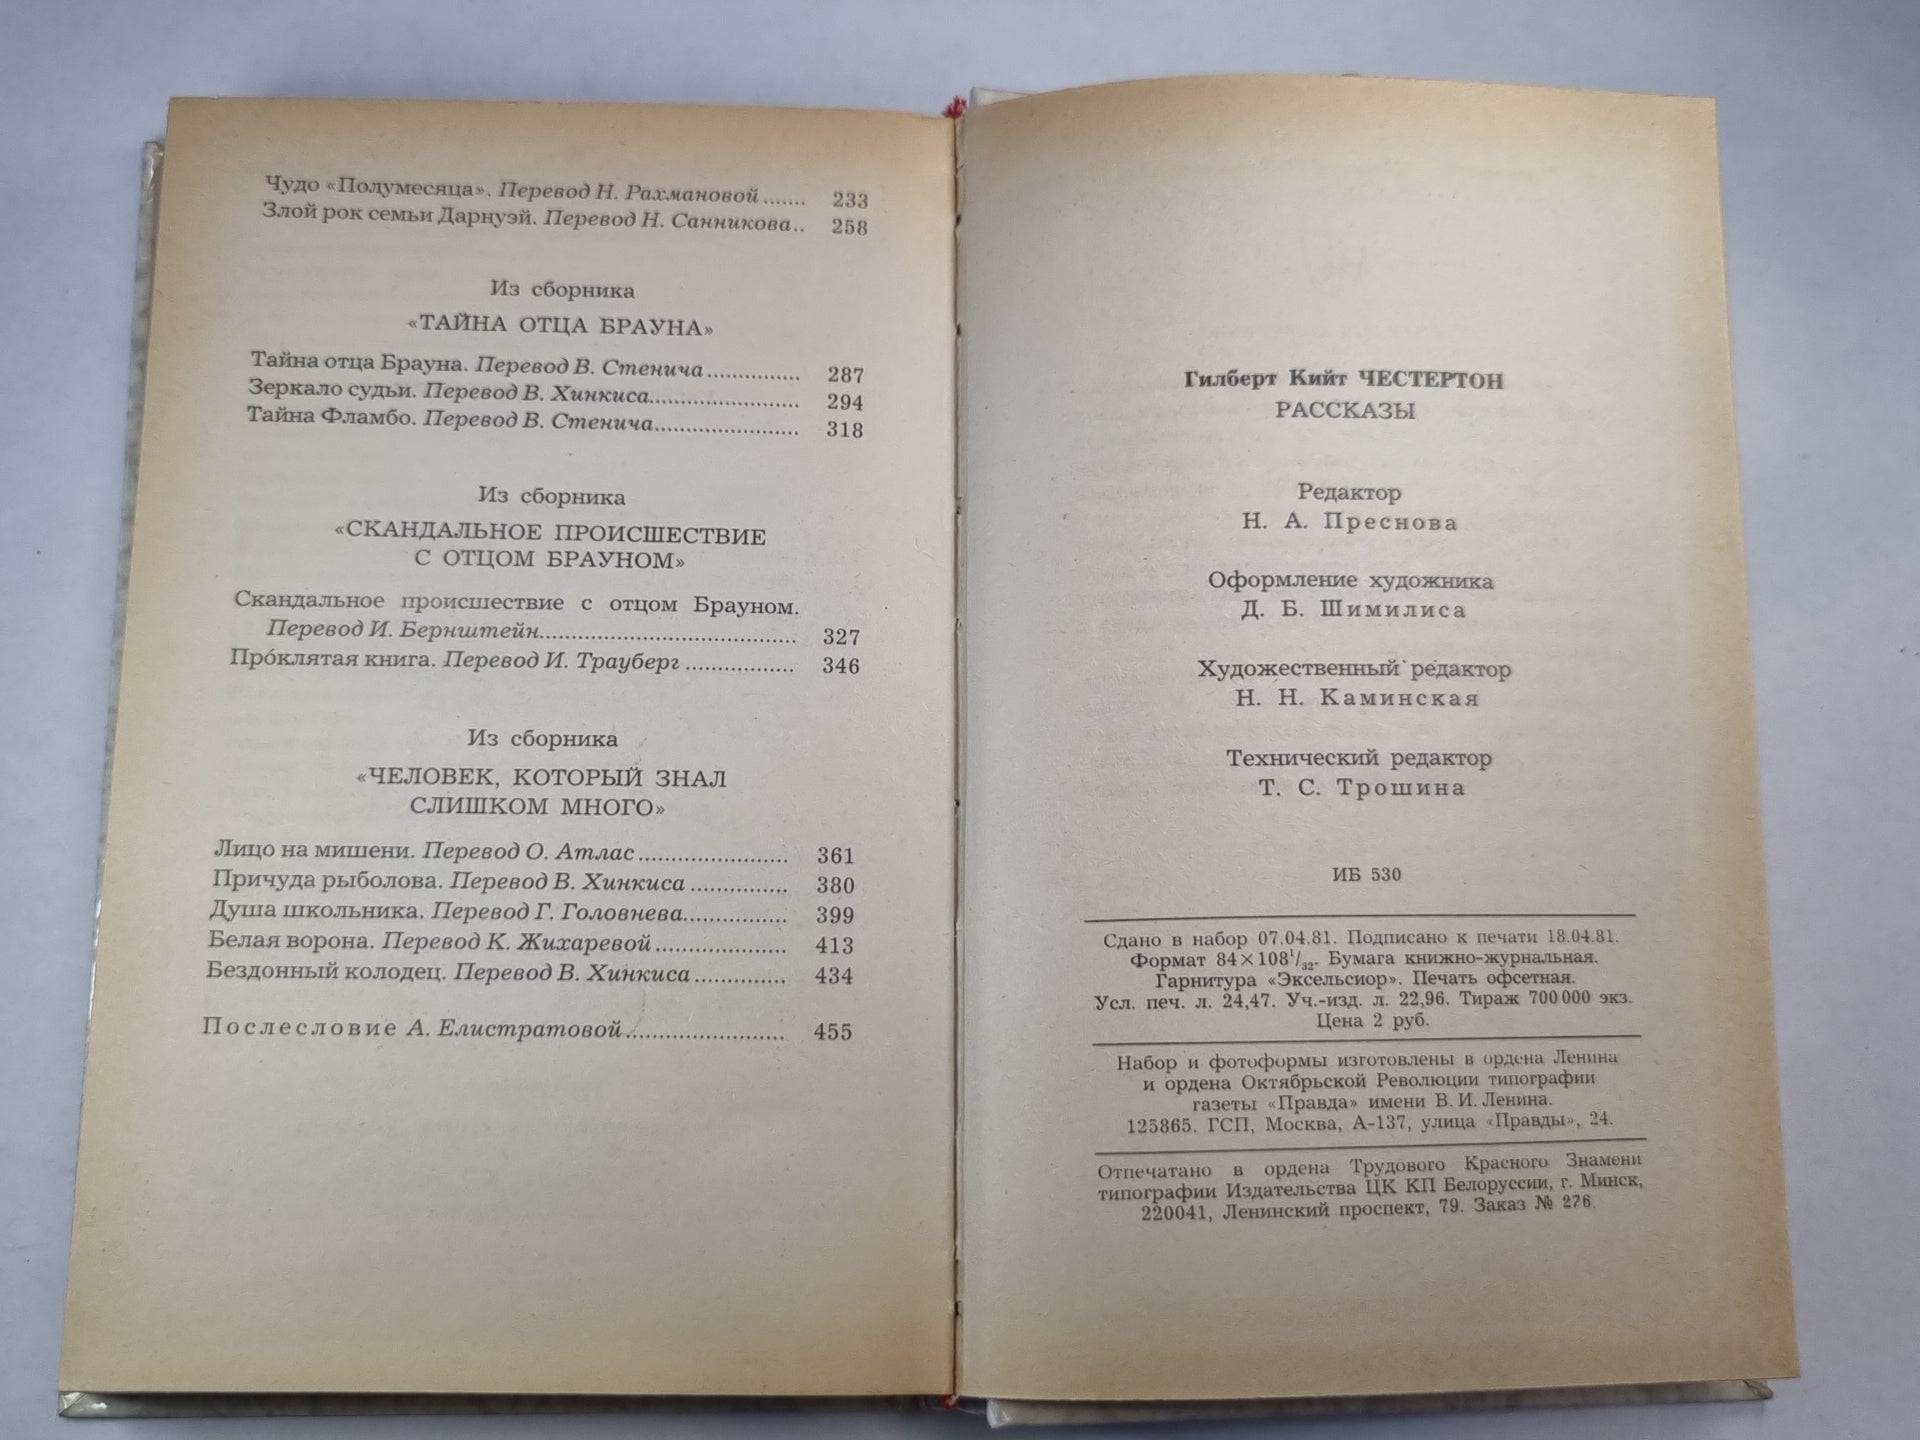 Чудо «Полумесяца». Перевод Н. Рахмановой ....... 233
Злой рок семьи Дарнуэй. Перевод Н. Санникова.. 258
Из сборника
«ТАЙНА ОТЦА БРАУНА»
Тайна отца Брауна. Перевод В. Стенича ............... 287
Зеркало судьи. Перевод В. Хинкиса........................ 294
Тайна Фламбо. Перевод В. Стенича....................... 318
Из сборника
«СКАНДАЛЬНОЕ ПРОИСШЕСТВИЕ
С ОТЦОМ БРАУНОМ»
Скандальное происшествие с отцом Брауном.
Перевод И. Бернштейн....................................... 327
Про́клятая книга. Перевод И. Трауберг ................ 346
Из сборника
«ЧЕЛОВЕК, КОТОРЫЙ ЗНАЛ
СЛИШКОМ МНОГО»
Лицо на мишени. Перевод О. Атлас ....................... 361
Причуда рыболова. Перевод В. Хинкиса ............... 380
Душа школьника. Перевод Г. Головнева................ 399
Белая ворона. Перевод К. Жихаревой .................... 413
Бездонный колодец. Перевод В. Хинкиса .............. 434
Послесловие А. Елистратовой ........................ 455
Гилберт Кийт ЧЕСТЕРТОН
РАССКАЗЫ
Редактор
Н. А. Преснова
Оформление художника
Д. Б. Шимилиса
Художественный редактор
Н. Н. Каминская
Технический редактор
Т. С. Трошина
ИБ 530
Сдано в набор 07.04.81. Подписано к печати 18.04.81.
Формат 84×108¹/₃₂. Бумага книжно-журнальная.
Гарнитура «Эксельсиор». Печать офсетная.
Усл. печ. л. 24,47. Уч.-изд. л. 22,96. Тираж 700 000 экз.
Цена 2 руб.
Набор и фотоформы изготовлены в ордена Ленина
и ордена Октябрьской Революции типографии
газеты «Правда» имени В. И. Ленина.
125865. ГСП, Москва, А-137, улица «Правды», 24.
Отпечатано в ордена Трудового Красного Знамени
типографии Издательства ЦК КП Белоруссии, г. Минск,
220041, Ленинский проспект, 79. Заказ № 276.